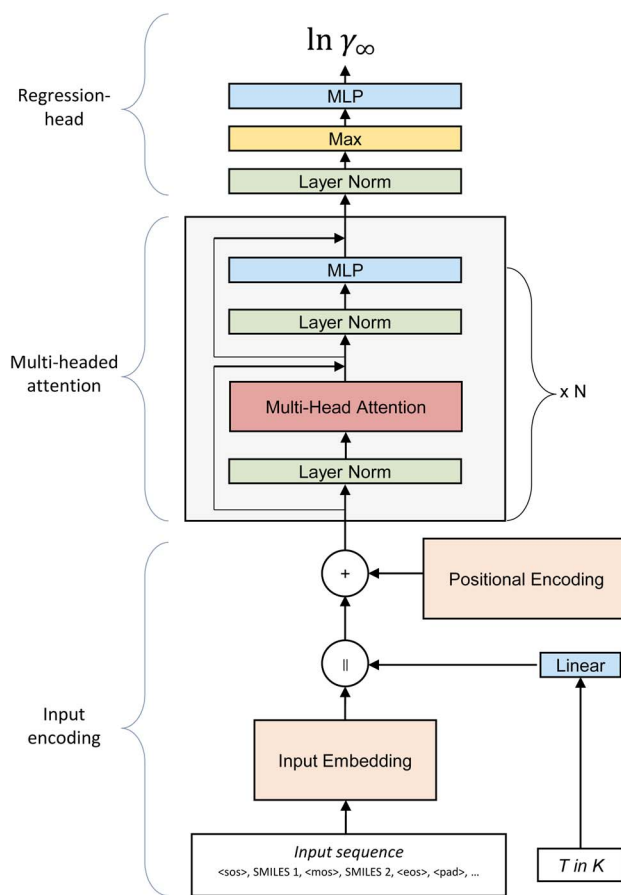 ln γ∞
Regression-
head
MLP
Max
Layer Norm
MLP
Layer Norm
Multi-headed
attention
Multi-Head Attention
x N
Layer Norm
+
Positional Encoding
||
Linear
Input
encoding
Input Embedding
Input sequence
<sos>, SMILES 1, <mos>, SMILES 2, <eos>, <pad>, ...
T in K